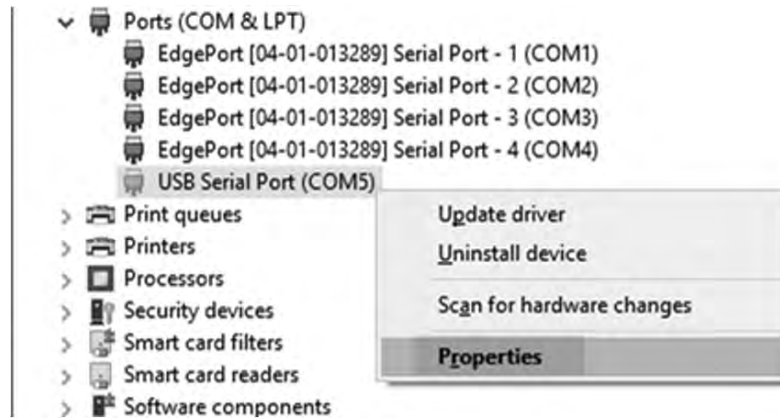 Ports (COM & LPT)
EdgePort [04-01-013289] Serial Port - 1 (COM1)
EdgePort [04-01-013289] Serial Port - 2 (COM2)
EdgePort [04-01-013289] Serial Port - 3 (COM3)
EdgePort [04-01-013289] Serial Port - 4 (COM4)
USB Serial Port (COM5)
Print queues
Printers
Processors
Security devices
Smart card filters
Smart card readers
Software components
Update driver
Uninstall device
Scan for hardware changes
Properties